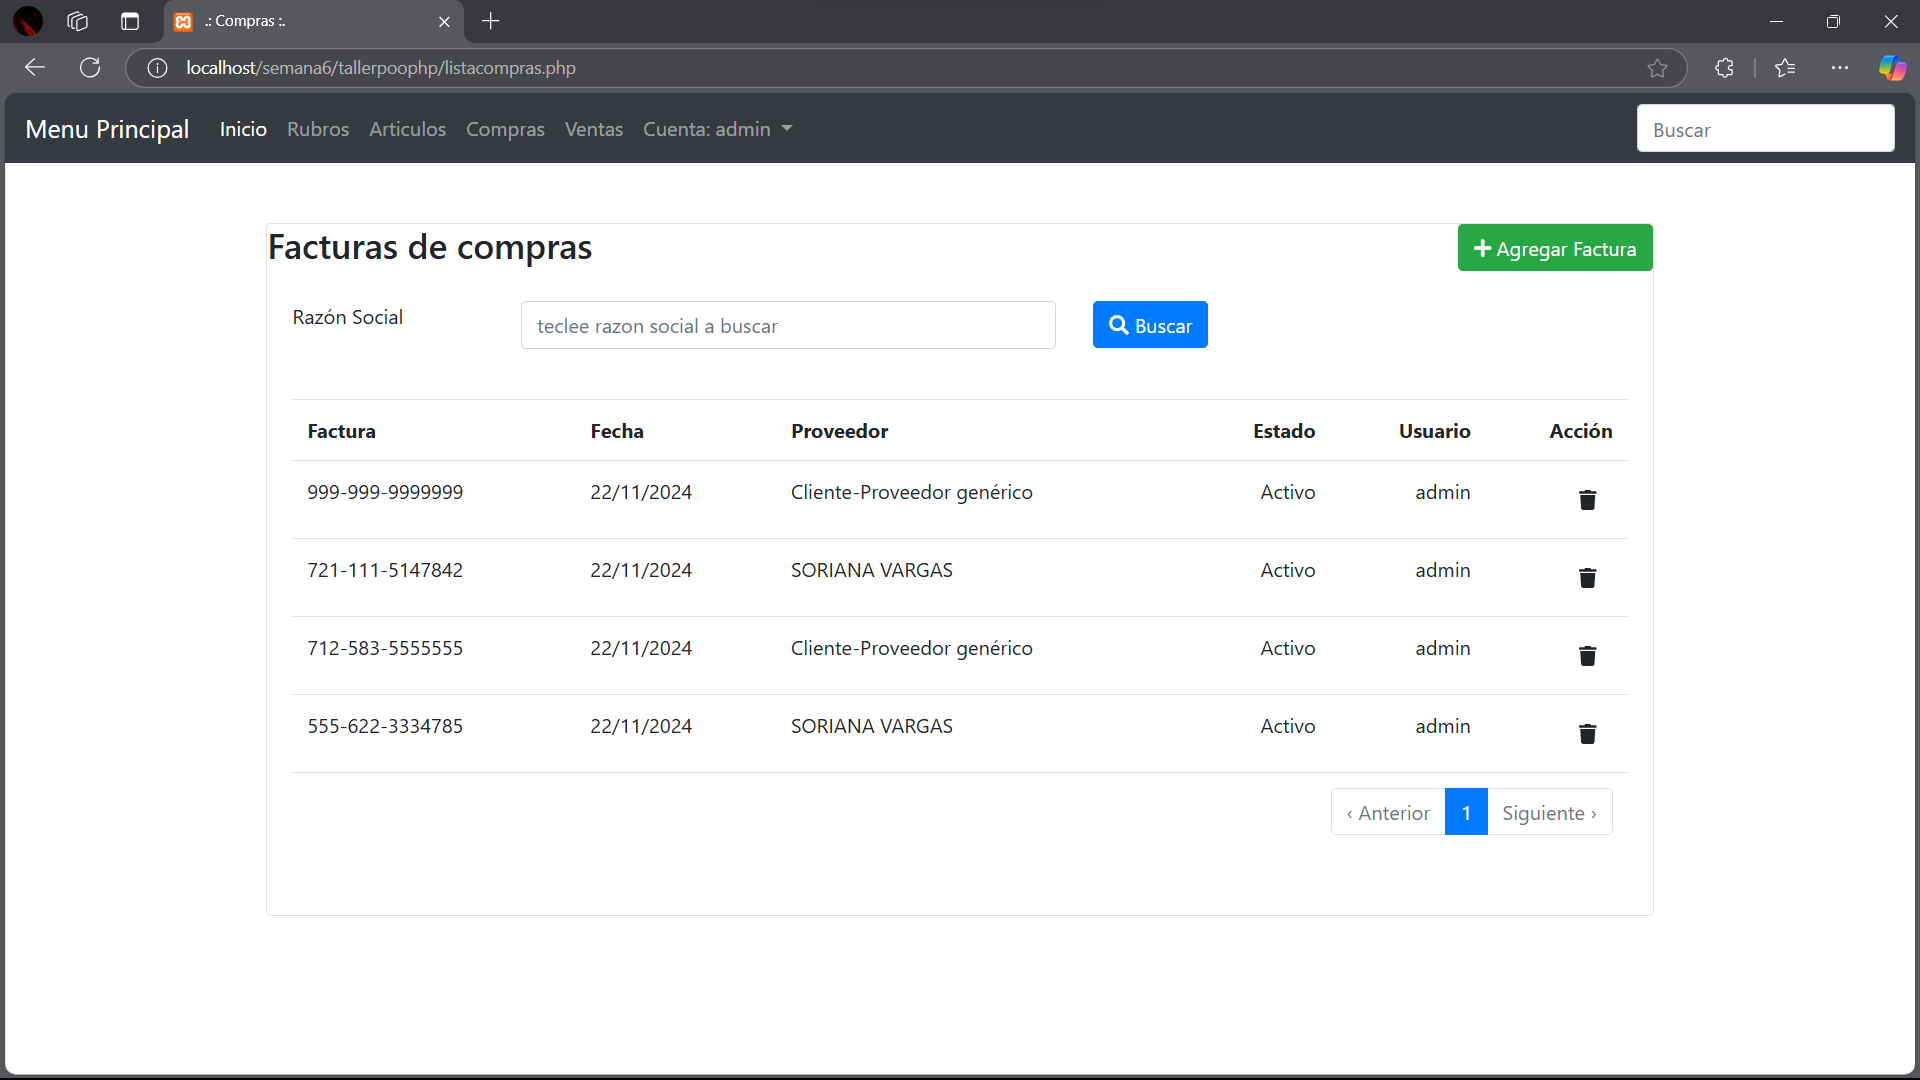 .: Compras :.
localhost/semana6/tallerpoophp/listacompras.php
Menu Principal Inicio Rubros Articulos Compras Ventas Cuenta: admin Buscar
Facturas de compras Agregar Factura
Razón Social teclee razon social a buscar Buscar
Factura Fecha Proveedor Estado Usuario Acción
999-999-9999999 22/11/2024 Cliente-Proveedor genérico Activo admin
721-111-5147842 22/11/2024 SORIANA VARGAS Activo admin
712-583-5555555 22/11/2024 Cliente-Proveedor genérico Activo admin
555-622-3334785 22/11/2024 SORIANA VARGAS Activo admin
‹ Anterior 1 Siguiente ›